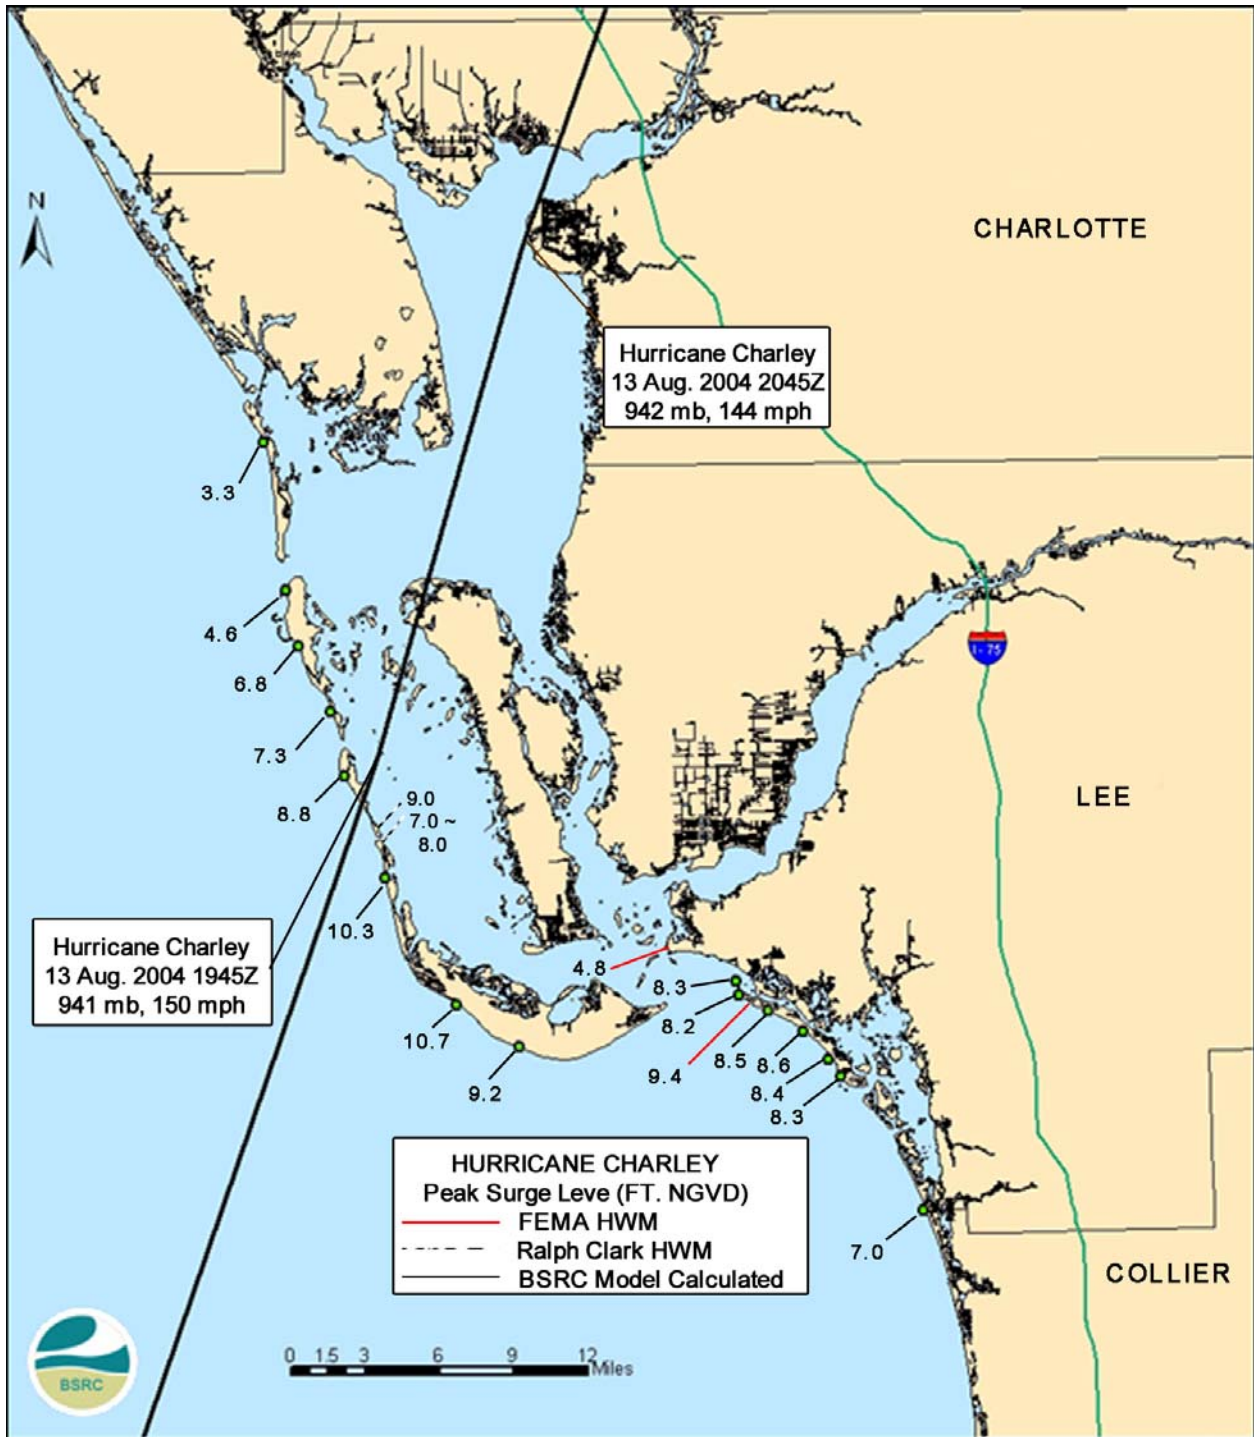 N
CHARLOTTE
Hurricane Charley
13 Aug. 2004 2045Z
942 mb, 144 mph
3.3
4.6
6.8
I-75
7.3
8.8
9.0
7.0 ~
8.0
LEE
10.3
Hurricane Charley
13 Aug. 2004 1945Z
941 mb, 150 mph
4.8
8.3
8.2
10.7
8.5
8.6
9.4
9.2
8.4
8.3
HURRICANE CHARLEY
Peak Surge Leve (FT. NGVD)
FEMA HWM
Ralph Clark HWM
BSRC Model Calculated
7.0
COLLIER
0 1.5 3 6 9 12
Miles
BSRC